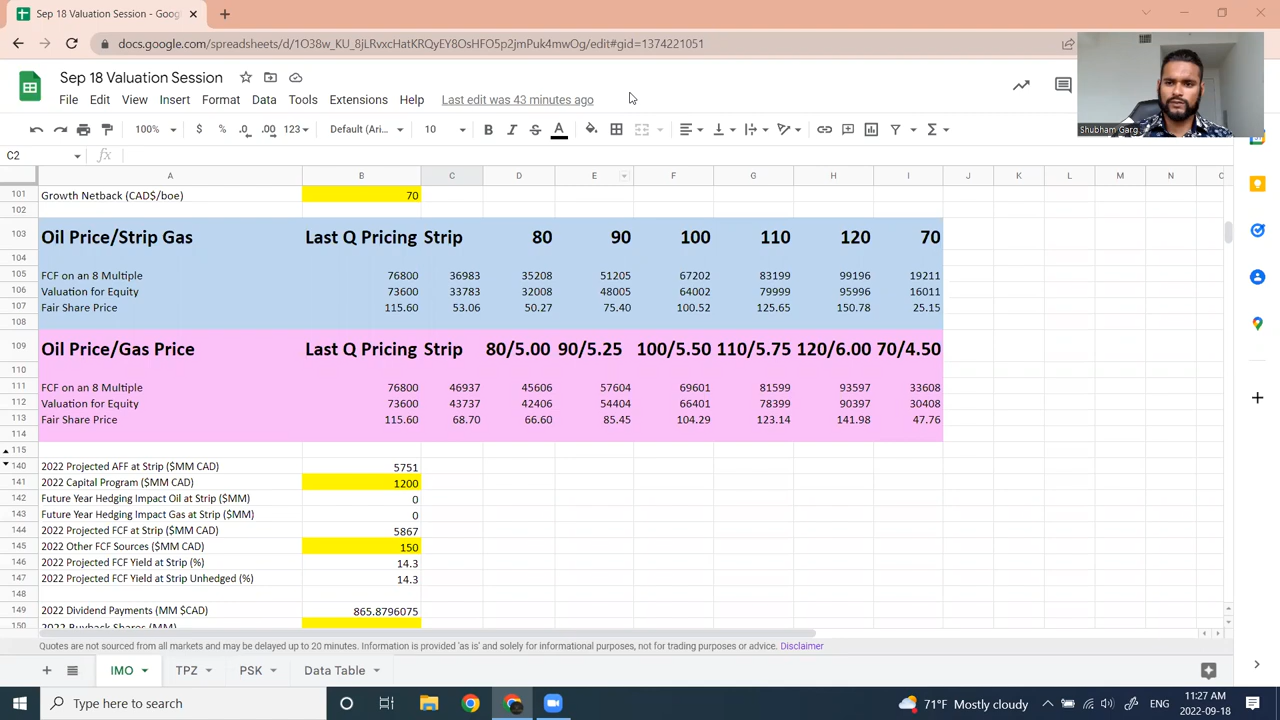 Sep 18 Valuation Session - Goog
docs.google.com/spreadsheets/d/1O38w_KU_8jLRvxcHatKRQrJW8OsHFO5p2jmPuk4mwOg/edit#gid=1374221051
Sep 18 Valuation Session
File Edit View Insert Format Data Tools Extensions Help Last edit was 43 minutes ago
Shubham Garg
100% $ % .0 .00 123 Default (Ari... 10 B I S A
C2 fx
A B C D E F G H I J K L M N
101 Growth Netback (CAD$/boe) 70
102
103 Oil Price/Strip Gas Last Q Pricing Strip 80 90 100 110 120 70
104
105 FCF on an 8 Multiple 76800 36983 35208 51205 67202 83199 99196 19211
106 Valuation for Equity 73600 33783 32008 48005 64002 79999 95996 16011
107 Fair Share Price 115.60 53.06 50.27 75.40 100.52 125.65 150.78 25.15
108
109 Oil Price/Gas Price Last Q Pricing Strip 80/5.00 90/5.25 100/5.50 110/5.75 120/6.00 70/4.50
110
111 FCF on an 8 Multiple 76800 46937 45606 57604 69601 81599 93597 33608
112 Valuation for Equity 73600 43737 42406 54404 66401 78399 90397 30408
113 Fair Share Price 115.60 68.70 66.60 85.45 104.29 123.14 141.98 47.76
114
115
140 2022 Projected AFF at Strip ($MM CAD) 5751
141 2022 Capital Program ($MM CAD) 1200
142 Future Year Hedging Impact Oil at Strip ($MM) 0
143 Future Year Hedging Impact Gas at Strip ($MM) 0
144 2022 Projected FCF at Strip ($MM CAD) 5867
145 2022 Other FCF Sources ($MM CAD) 150
146 2022 Projected FCF Yield at Strip (%) 14.3
147 2022 Projected FCF Yield at Strip Unhedged (%) 14.3
148
149 2022 Dividend Payments (MM $CAD) 865.8796075
150 2022 Buyback Shares (MM)
Quotes are not sourced from all markets and may be delayed up to 20 minutes. Information is provided 'as is' and solely for informational purposes, not for trading purposes or advice. Disclaimer
IMO TPZ PSK Data Table
Type here to search
71°F Mostly cloudy
ENG
11:27 AM
2022-09-18